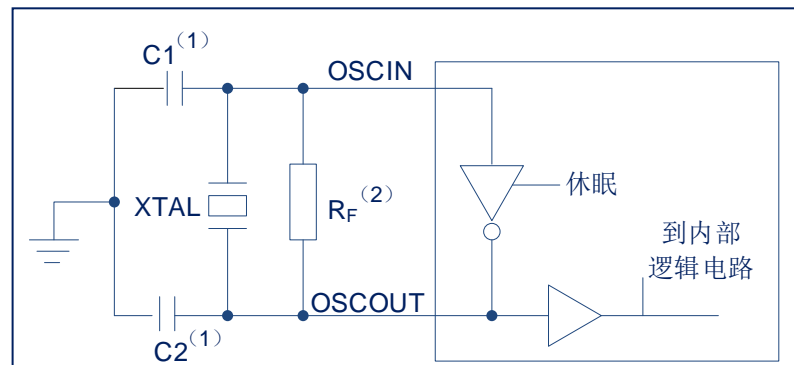 C1(1)
OSCIN
休眠
XTAL
RF(2)
到内部
逻辑电路
OSCOUT
C2(1)